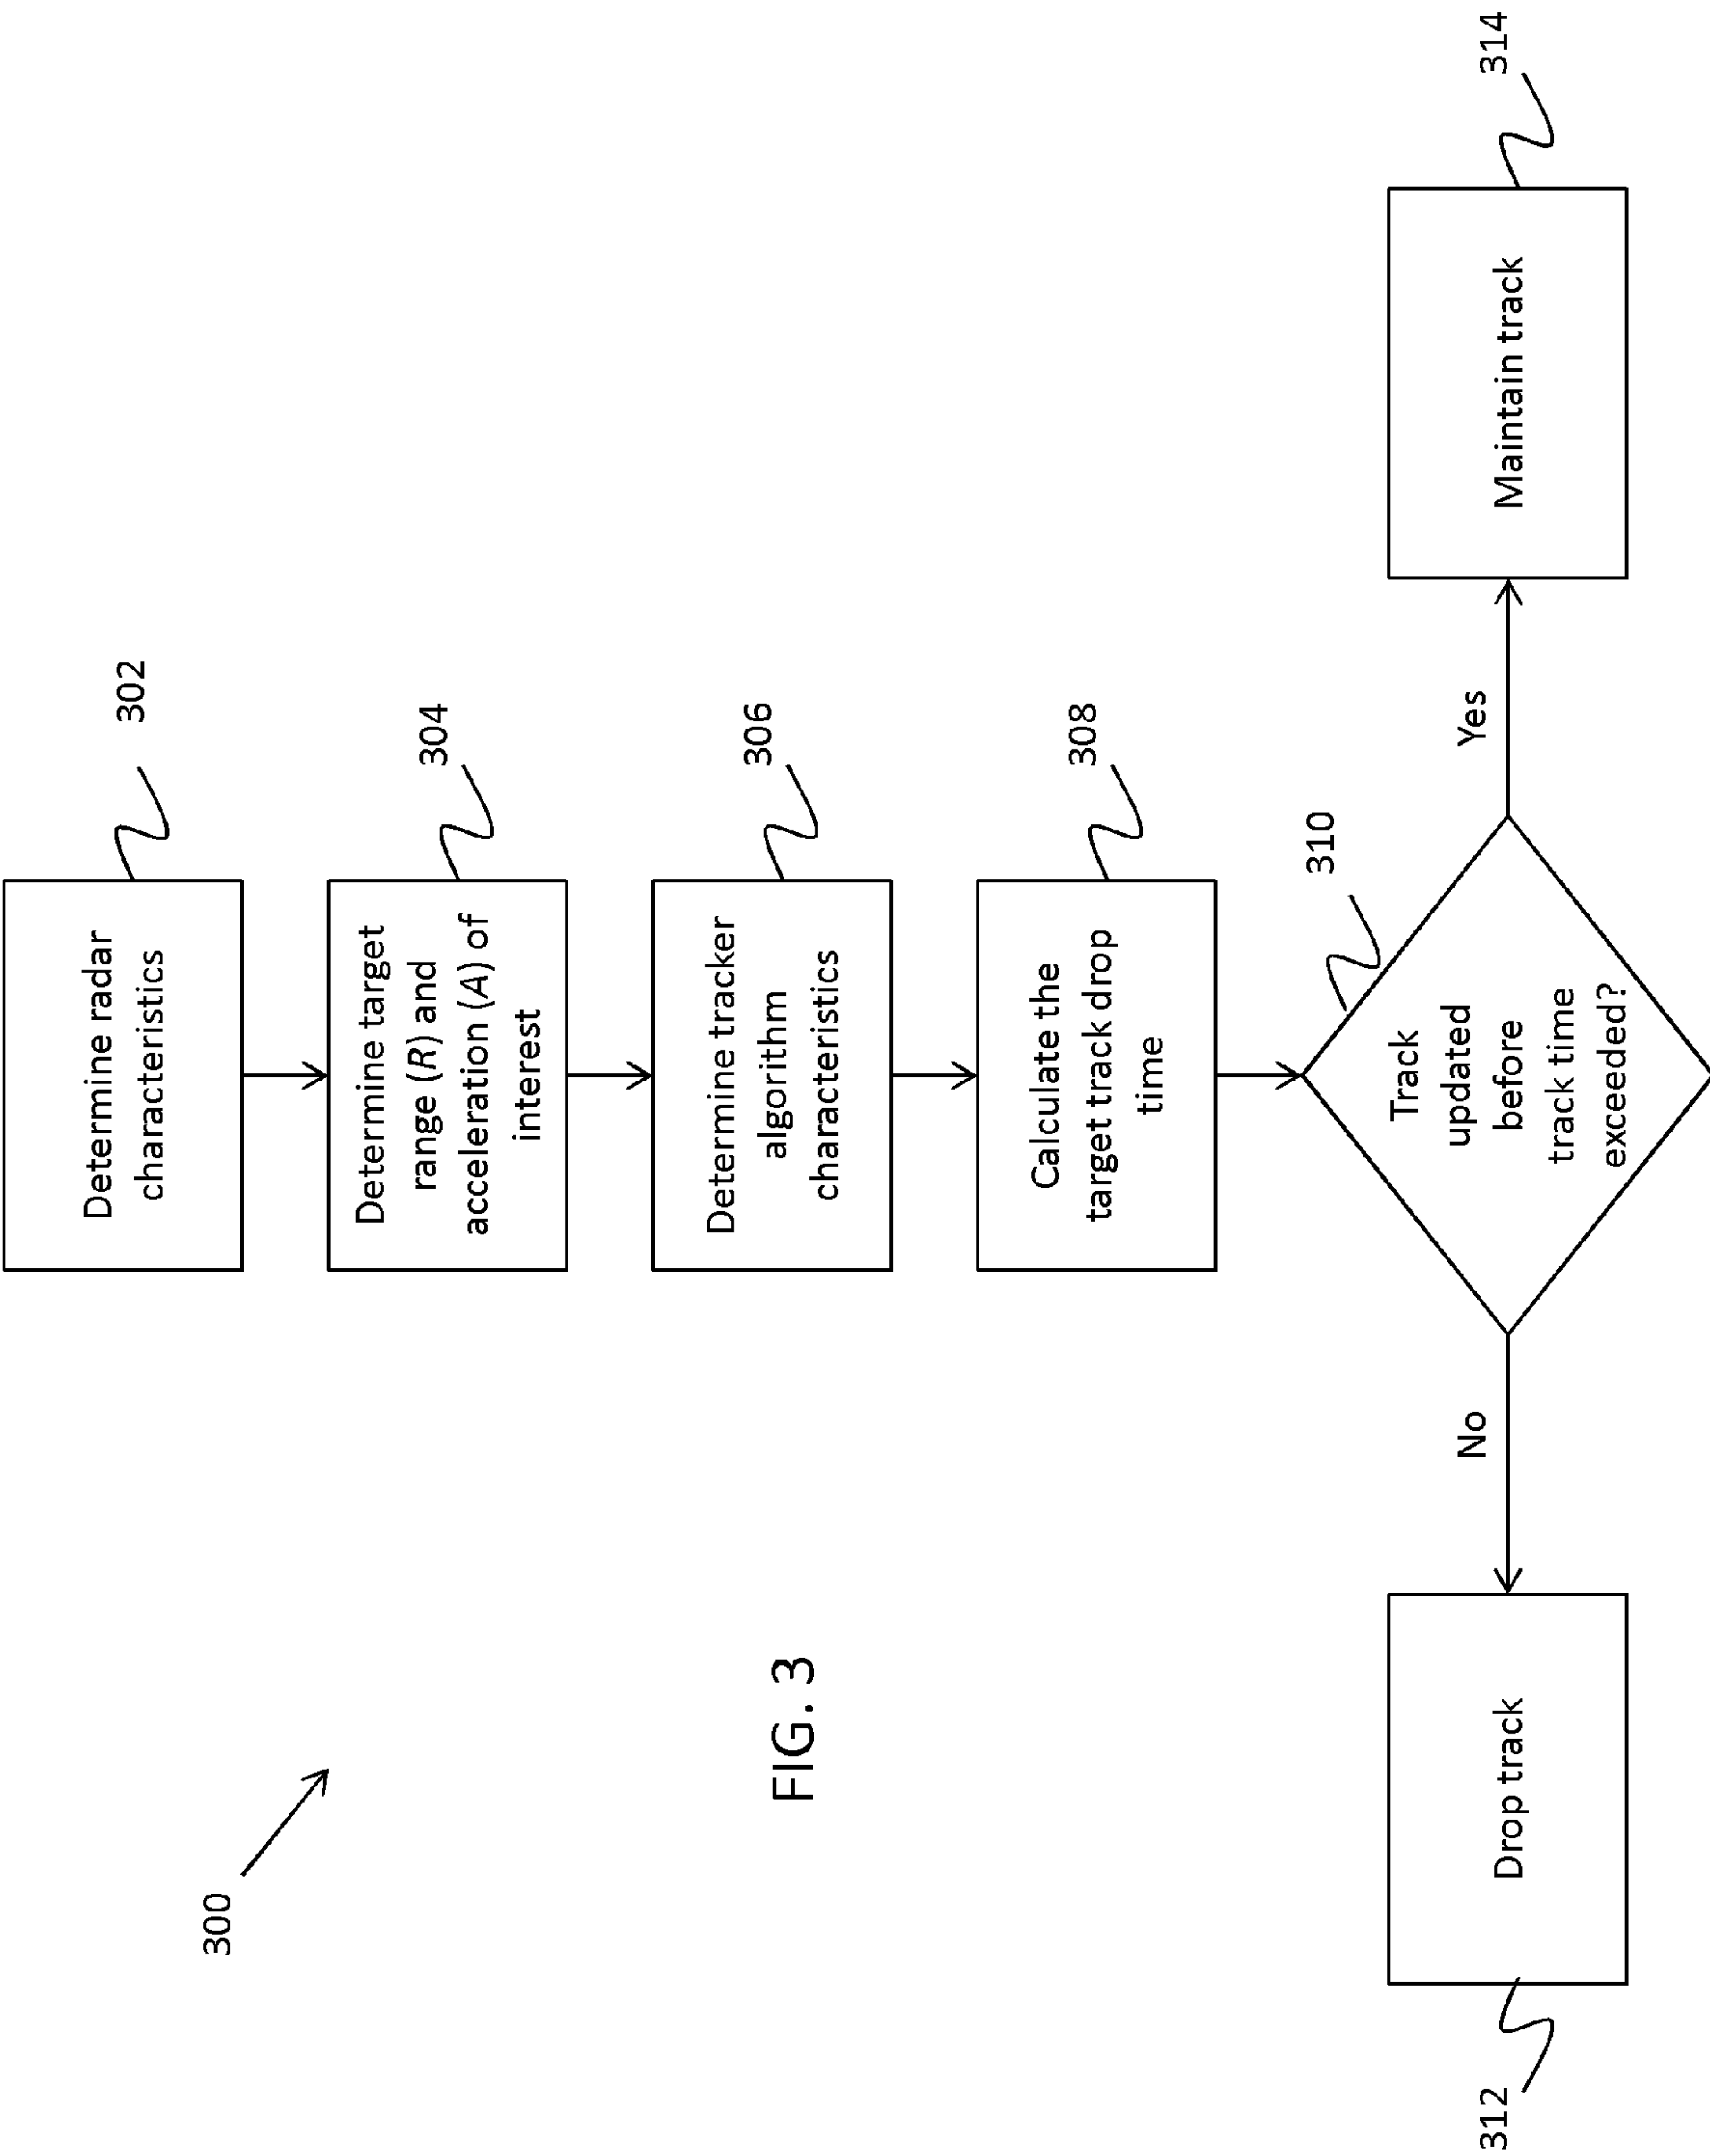 300
Determine radar
characteristics
302
Determine target
range (R) and
acceleration (A) of
interest
304
Determine tracker
algorithm
characteristics
306
Calculate the
target track drop
time
308
Track
updated
before
track time
exceeded?
310
No
Yes
Drop track
312
Maintain track
314
FIG. 3